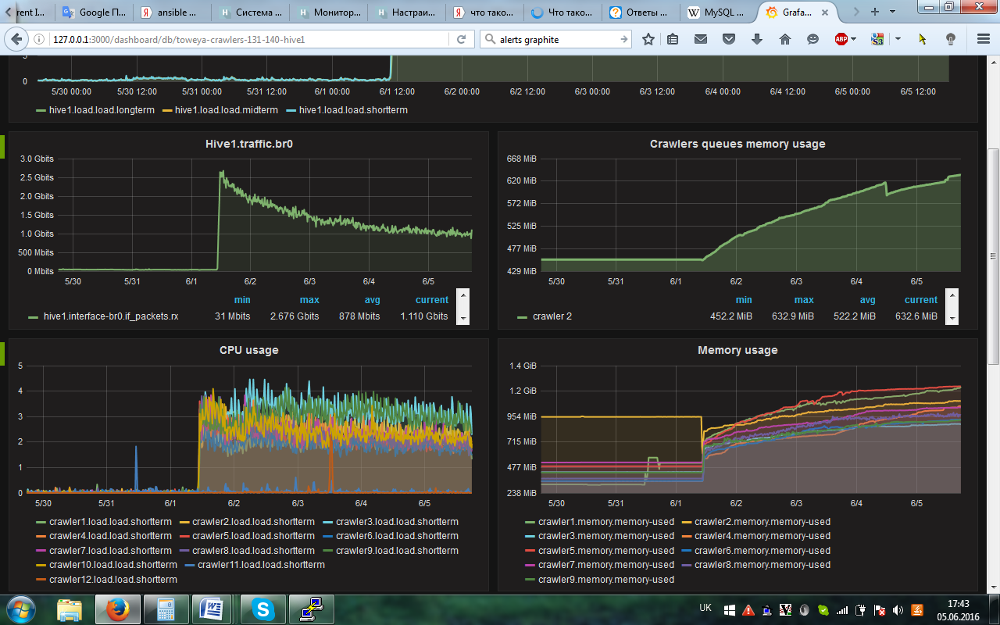 rent I...
Google П...
ansible ...
Система ...
Монитор...
Настраи...
что тако...
Что тако...
Ответы ...
W MySQL ...
Grafa...
127.0.0.1:3000/dashboard/db/toweya-crawlers-131-140-hive1
alerts graphite
ABP
S3
0
5/30 00:00 5/30 12:00 5/31 00:00 5/31 12:00 6/1 00:00 6/1 12:00 6/2 00:00 6/2 12:00 6/3 00:00 6/3 12:00 6/4 00:00 6/4 12:00 6/5 00:00 6/5 12:00
hive1.load.load.longterm hive1.load.load.midterm hive1.load.load.shortterm
Hive1.traffic.br0
3.0 Gbits
2.5 Gbits
2.0 Gbits
1.5 Gbits
1.0 Gbits
500 Mbits
0 Mbits
5/30 5/31 6/1 6/2 6/3 6/4 6/5
min max avg current
hive1.interface-br0.if_packets.rx 31 Mbits 2.676 Gbits 878 Mbits 1.110 Gbits
Crawlers queues memory usage
668 MiB
620 MiB
572 MiB
525 MiB
477 MiB
429 MiB
5/30 5/31 6/1 6/2 6/3 6/4 6/5
min max avg current
crawler 2 452.2 MiB 632.9 MiB 522.2 MiB 632.6 MiB
CPU usage
5
4
3
2
1
0
5/30 5/31 6/1 6/2 6/3 6/4 6/5
crawler1.load.load.shortterm crawler2.load.load.shortterm crawler3.load.load.shortterm
crawler4.load.load.shortterm crawler5.load.load.shortterm crawler6.load.load.shortterm
crawler7.load.load.shortterm crawler8.load.load.shortterm crawler9.load.load.shortterm
crawler10.load.load.shortterm crawler11.load.load.shortterm
crawler12.load.load.shortterm
Memory usage
1.4 GiB
1.2 GiB
954 MiB
715 MiB
477 MiB
238 MiB
5/30 5/31 6/1 6/2 6/3 6/4 6/5
crawler1.memory.memory-used crawler2.memory.memory-used
crawler3.memory.memory-used crawler4.memory.memory-used
crawler5.memory.memory-used crawler6.memory.memory-used
crawler7.memory.memory-used crawler8.memory.memory-used
crawler9.memory.memory-used
UK
17:43
05.06.2016